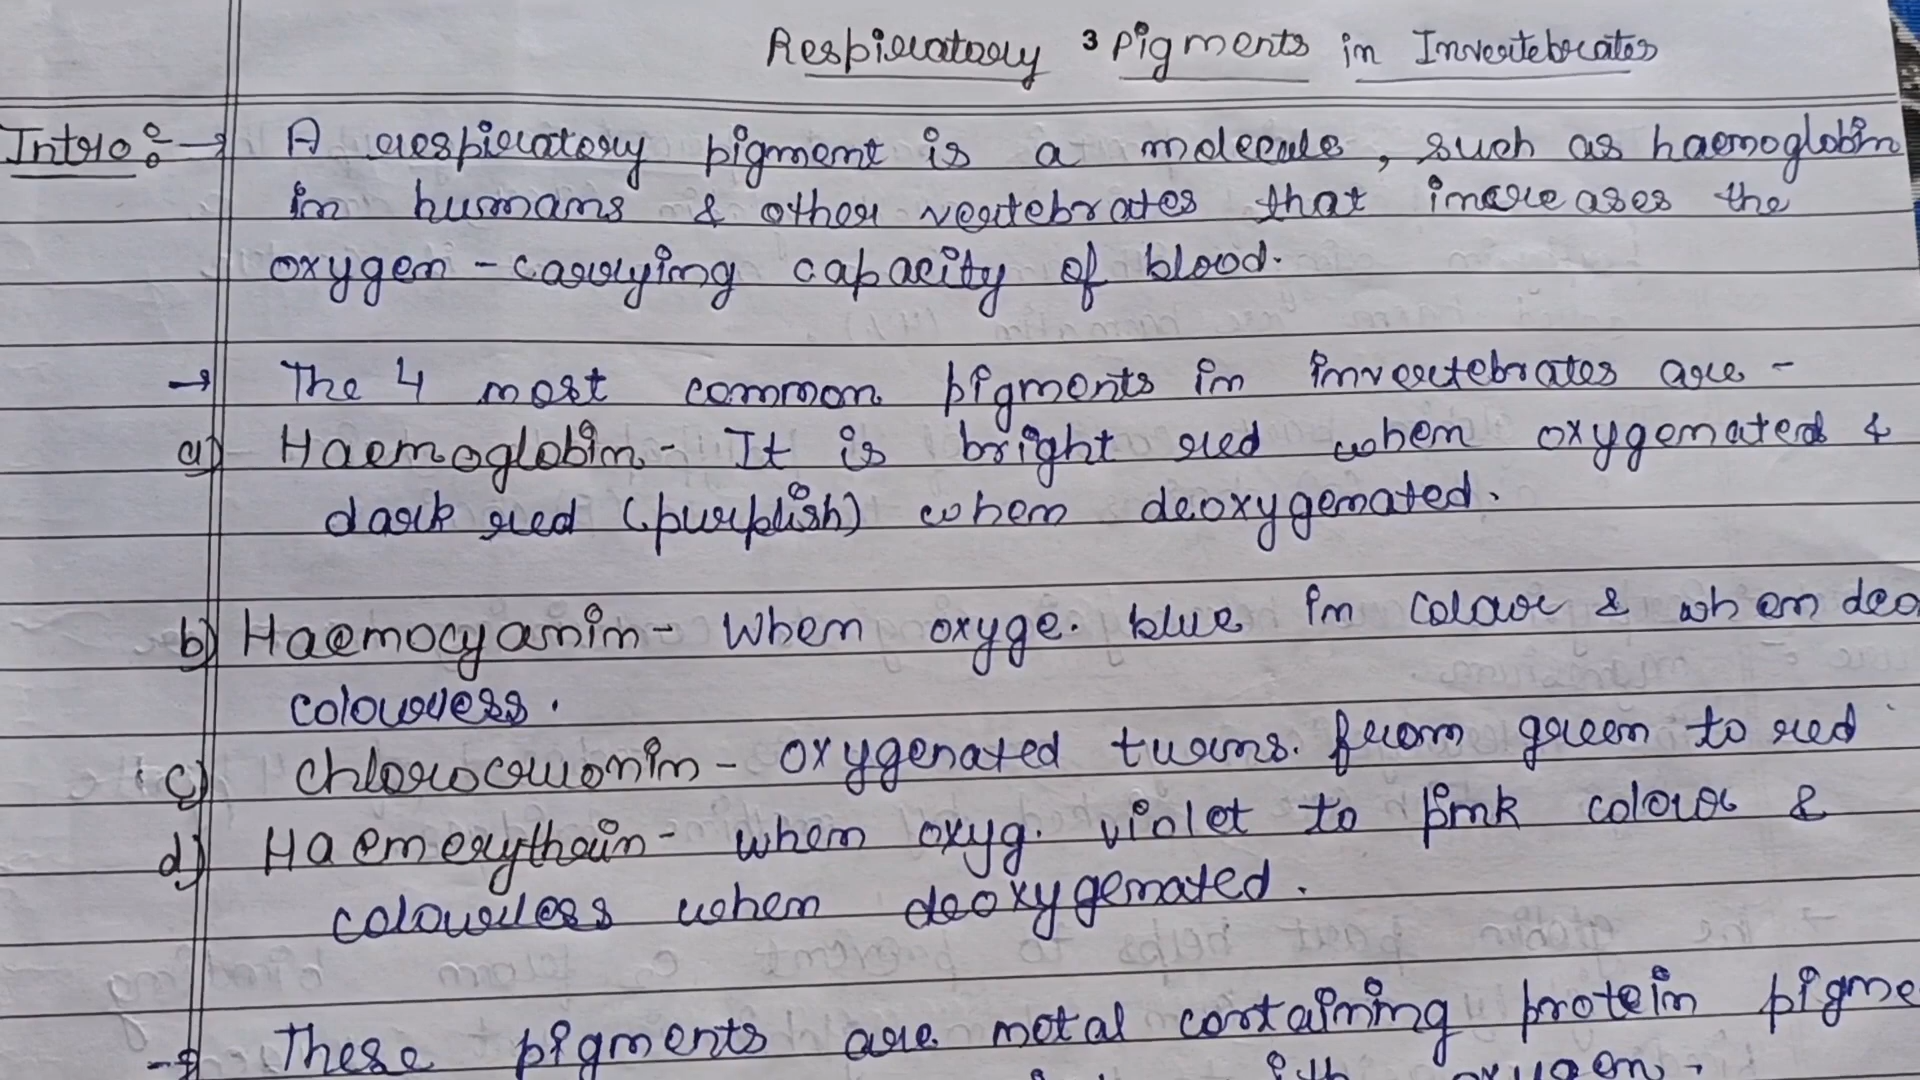 Respiratory Pigments in Invertebrates
Intro :→ A respiratory pigment is a molecule, such as haemoglobin
in humans & other vertebrates that increases the
oxygen-carrying capacity of blood.
→ The 4 most common pigments in invertebrates are -
a) Haemoglobin - It is bright red when oxygenated &
dark red (purplish) when deoxygenated.
b) Haemocyanin - When oxyge. blue in colour & when deo
colourless.
c) Chlorocruonin - oxygenated turns. from green to red
d) Haemerythrin - when oxyg. violet to pink colour &
colourless when deoxygenated.
→ These pigments are metal containing protein pigme